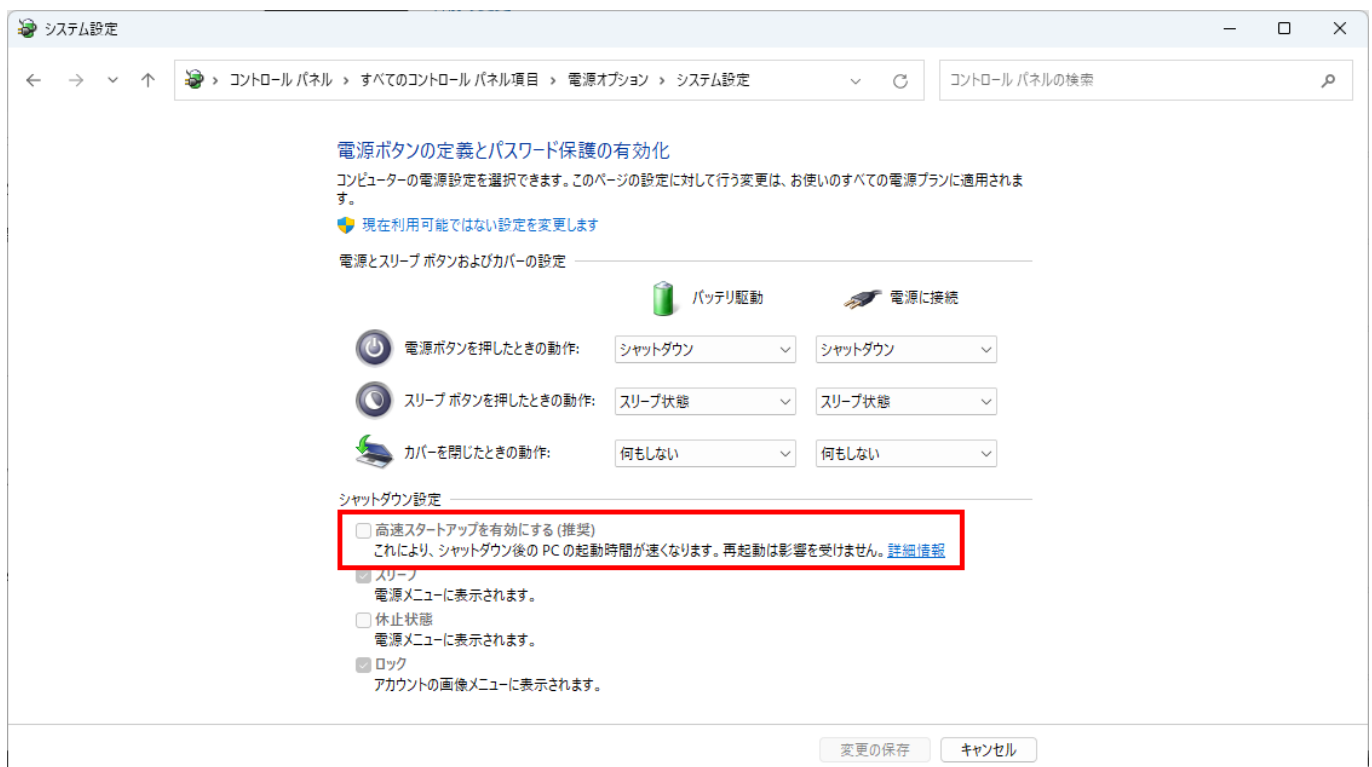 システム設定
コントロール パネル › すべてのコントロール パネル項目 › 電源オプション › システム設定
コントロール パネルの検索
電源ボタンの定義とパスワード保護の有効化
コンピューターの電源設定を選択できます。このページの設定に対して行う変更は、お使いのすべての電源プランに適用されま
す。
現在利用可能ではない設定を変更します
電源とスリープ ボタンおよびカバーの設定
バッテリ駆動 電源に接続
電源ボタンを押したときの動作: シャットダウン シャットダウン
スリープ ボタンを押したときの動作: スリープ状態 スリープ状態
カバーを閉じたときの動作: 何もしない 何もしない
シャットダウン設定
高速スタートアップを有効にする (推奨)
これにより、シャットダウン後の PC の起動時間が速くなります。再起動は影響を受けません。詳細情報
スリープ
電源メニューに表示されます。
休止状態
電源メニューに表示されます。
ロック
アカウントの画像メニューに表示されます。
変更の保存 キャンセル